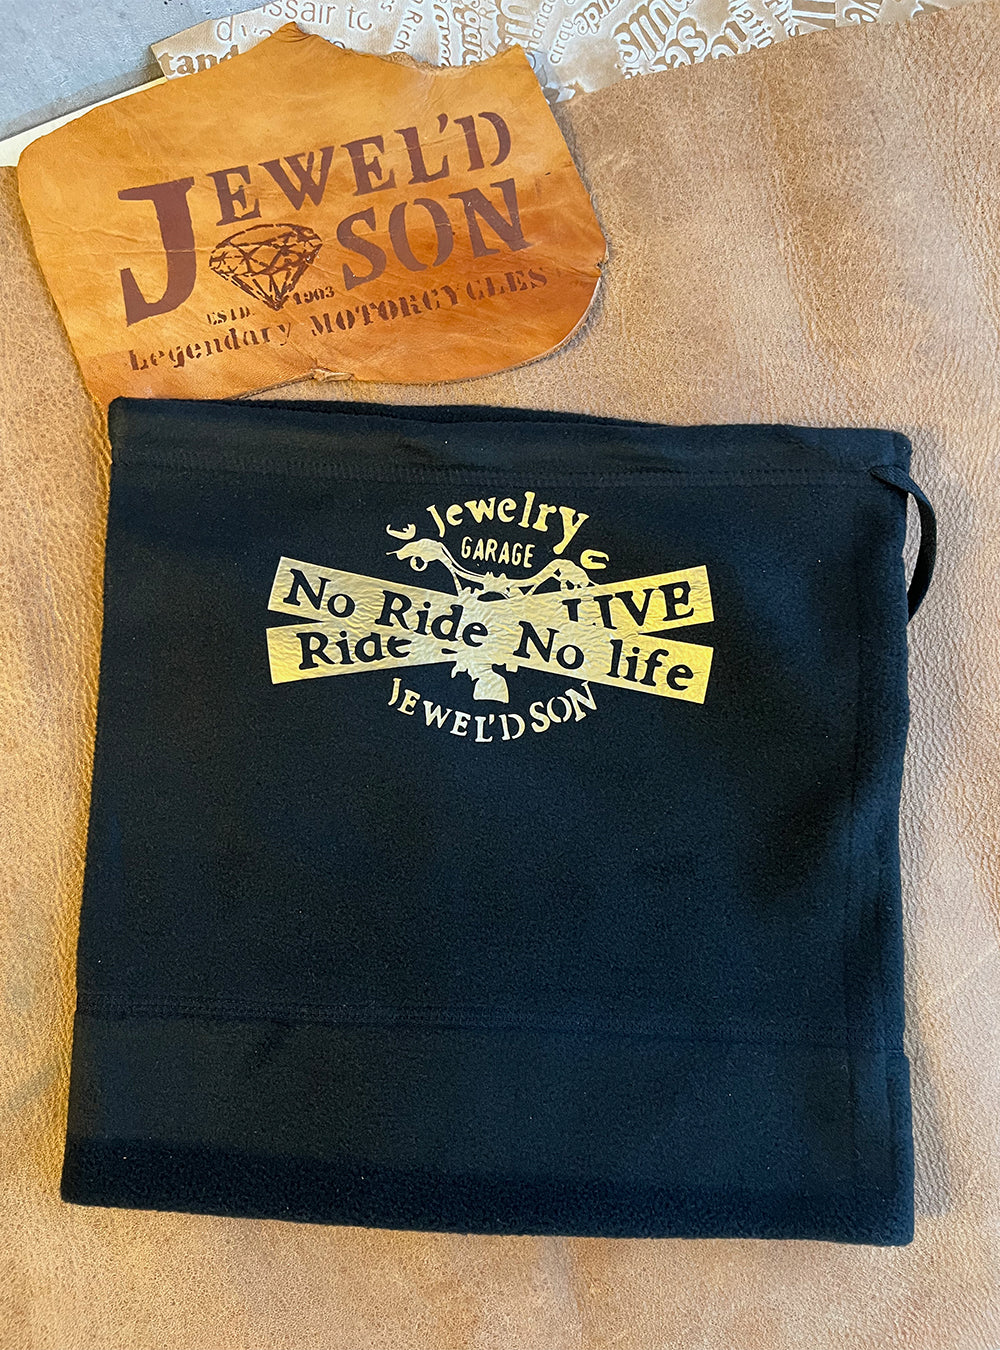 JEWEL'D
SON
ESTD 1903
Legendary MOTORCYCLES
Jewelry
GARAGE
No Ride No life
Ride LIVE
JEWEL'D SON